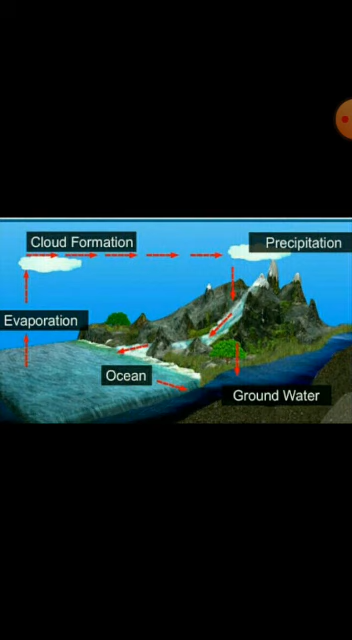 Cloud Formation
Precipitation
Evaporation
Ocean
Ground Water